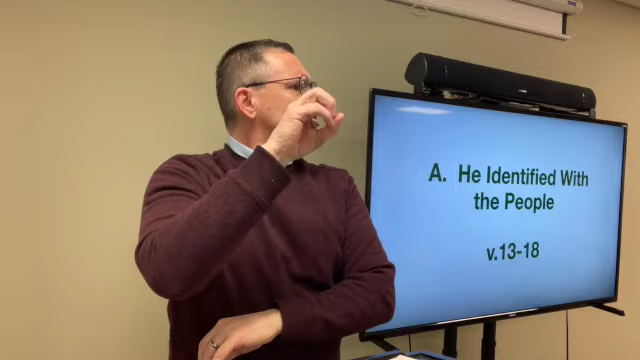 A. He Identified With
the People
v.13-18